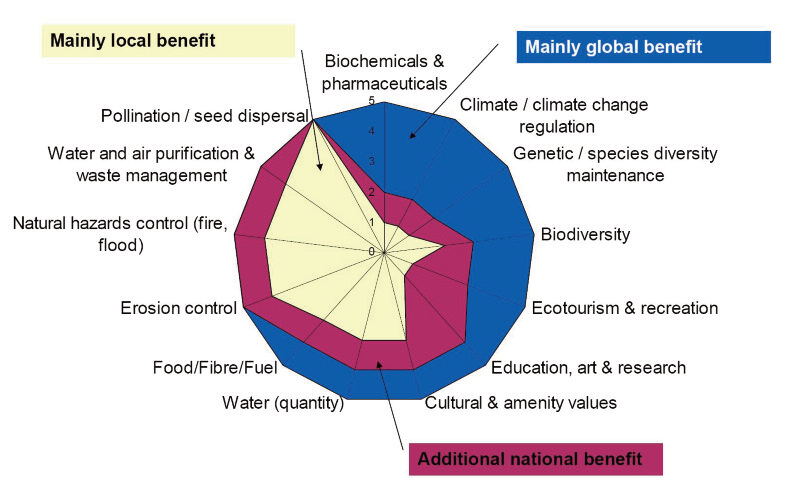 Mainly local benefit
Mainly global benefit
Biochemicals &
pharmaceuticals
Climate / climate change
regulation
Genetic / species diversity
maintenance
Biodiversity
Ecotourism & recreation
Education, art & research
Cultural & amenity values
Water (quantity)
Food/Fibre/Fuel
Erosion control
Natural hazards control (fire,
flood)
Water and air purification &
waste management
Pollination / seed dispersal
5
4
3
2
1
0
Additional national benefit